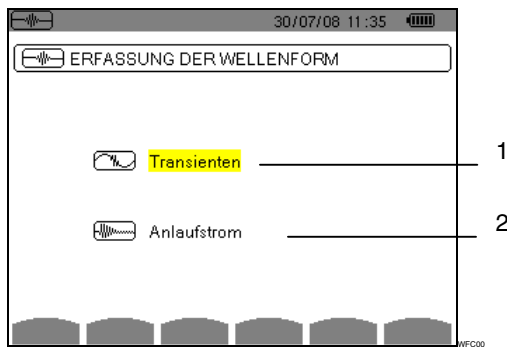 30/07/08 11:35
ERFASSUNG DER WELLENFORM
Transienten 1
Anlaufstrom 2
WFC00